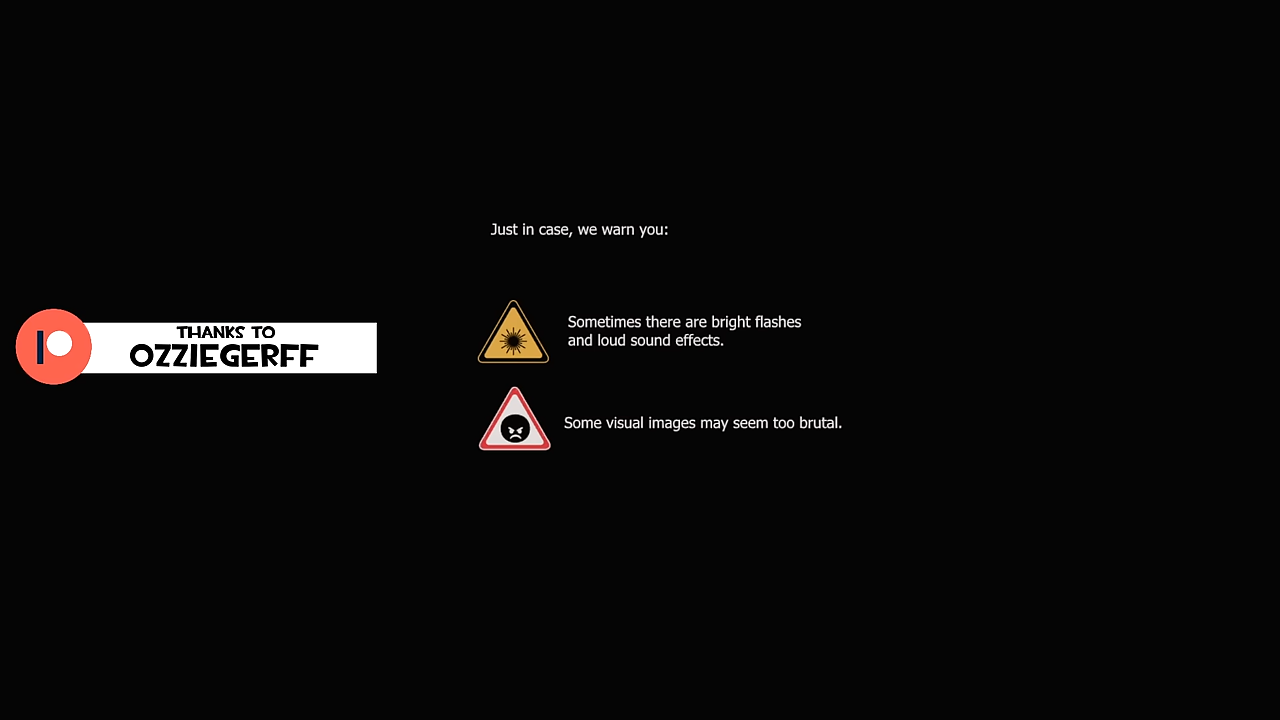 Just in case, we warn you:
Sometimes there are bright flashes
and loud sound effects.
THANKS TO
OZZIEGERFF
Some visual images may seem too brutal.